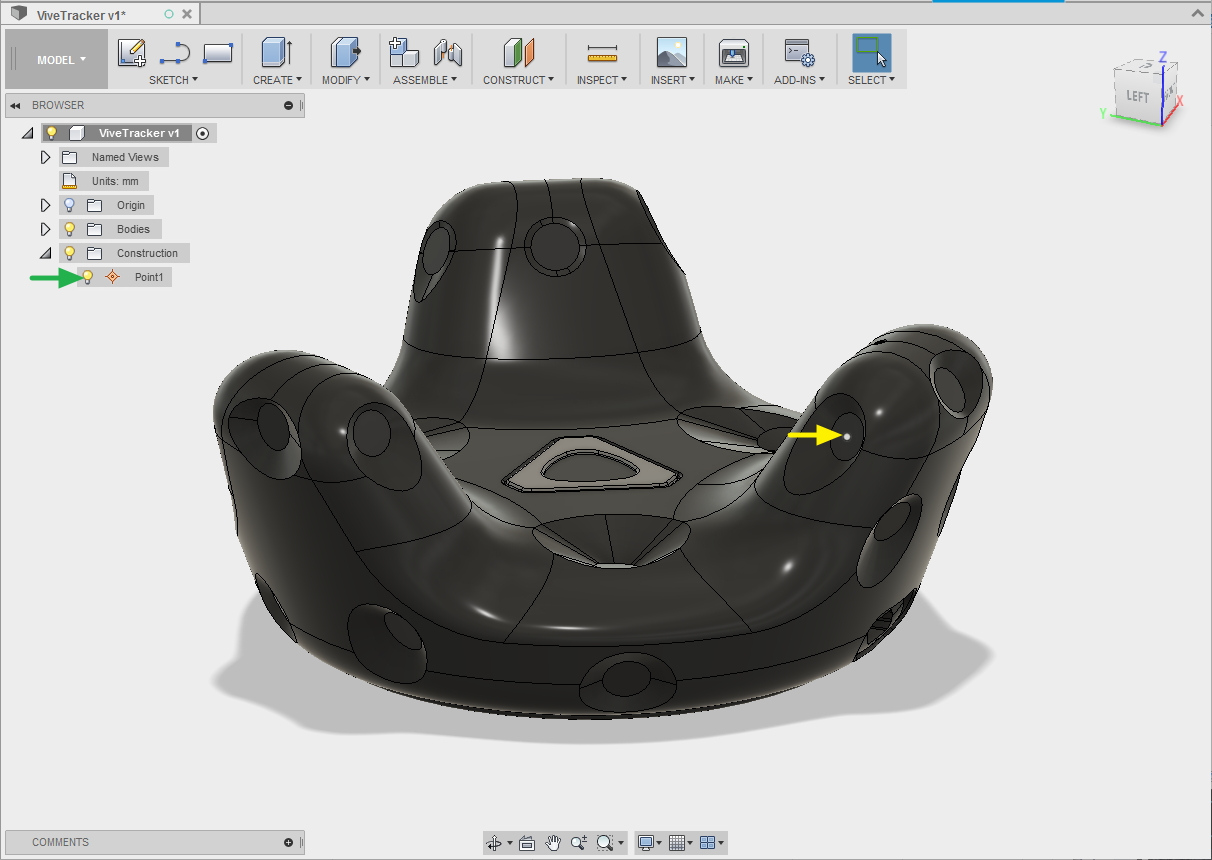 ViveTracker v1*
MODEL
SKETCH
CREATE
MODIFY
ASSEMBLE
CONSTRUCT
INSPECT
INSERT
MAKE
ADD-INS
SELECT
BROWSER
ViveTracker v1
Named Views
Units: mm
Origin
Bodies
Construction
Point1
Z
LEFT
X
Y
COMMENTS